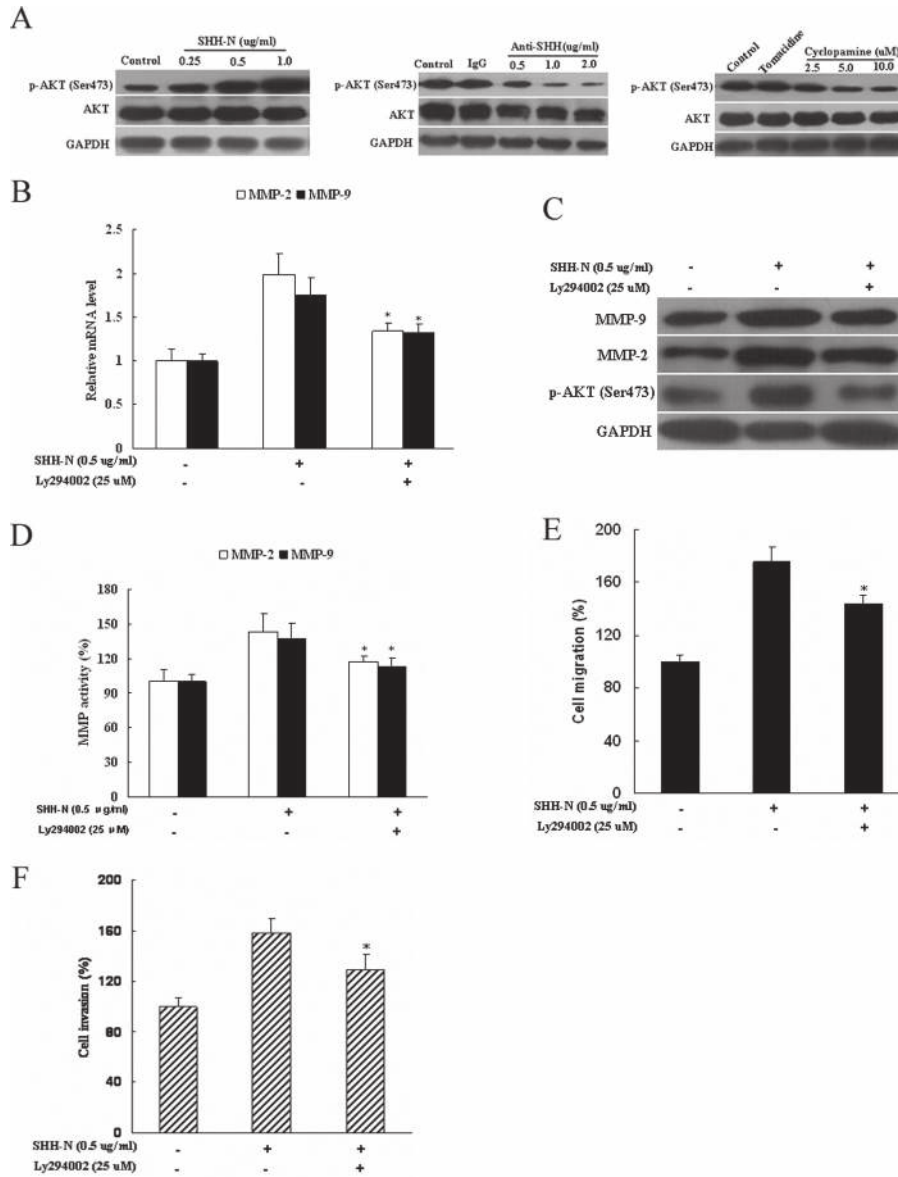 A
SHH-N (ug/ml)
Control 0.25 0.5 1.0
p-AKT (Ser473)
AKT
GAPDH
Anti-SHH(ug/ml)
Control IgG 0.5 1.0 2.0
p-AKT (Ser473)
AKT
GAPDH
Control Tomatidine Cyclopamine (uM)
2.5 5.0 10.0
p-AKT (Ser473)
AKT
GAPDH
B
MMP-2 MMP-9
Relative mRNA level
2.5
2
1.5
1
0.5
0
* *
SHH-N (0.5 ug/ml) - + +
Ly294002 (25 uM) - - +
C
SHH-N (0.5 ug/ml) - + +
Ly294002 (25 uM) - - +
MMP-9
MMP-2
p-AKT (Ser473)
GAPDH
D
MMP-2 MMP-9
MMP activity (%)
180
150
120
90
60
30
0
* *
SHH-N (0.5 μg/ml) - + +
Ly294002 (25 μM) - - +
E
Cell migration (%)
200
160
120
80
40
0
*
SHH-N (0.5 ug/ml) - + +
Ly294002 (25 uM) - - +
F
Cell invasion (%)
200
160
120
80
40
0
*
SHH-N (0.5 ug/ml) - + +
Ly294002 (25 uM) - - +